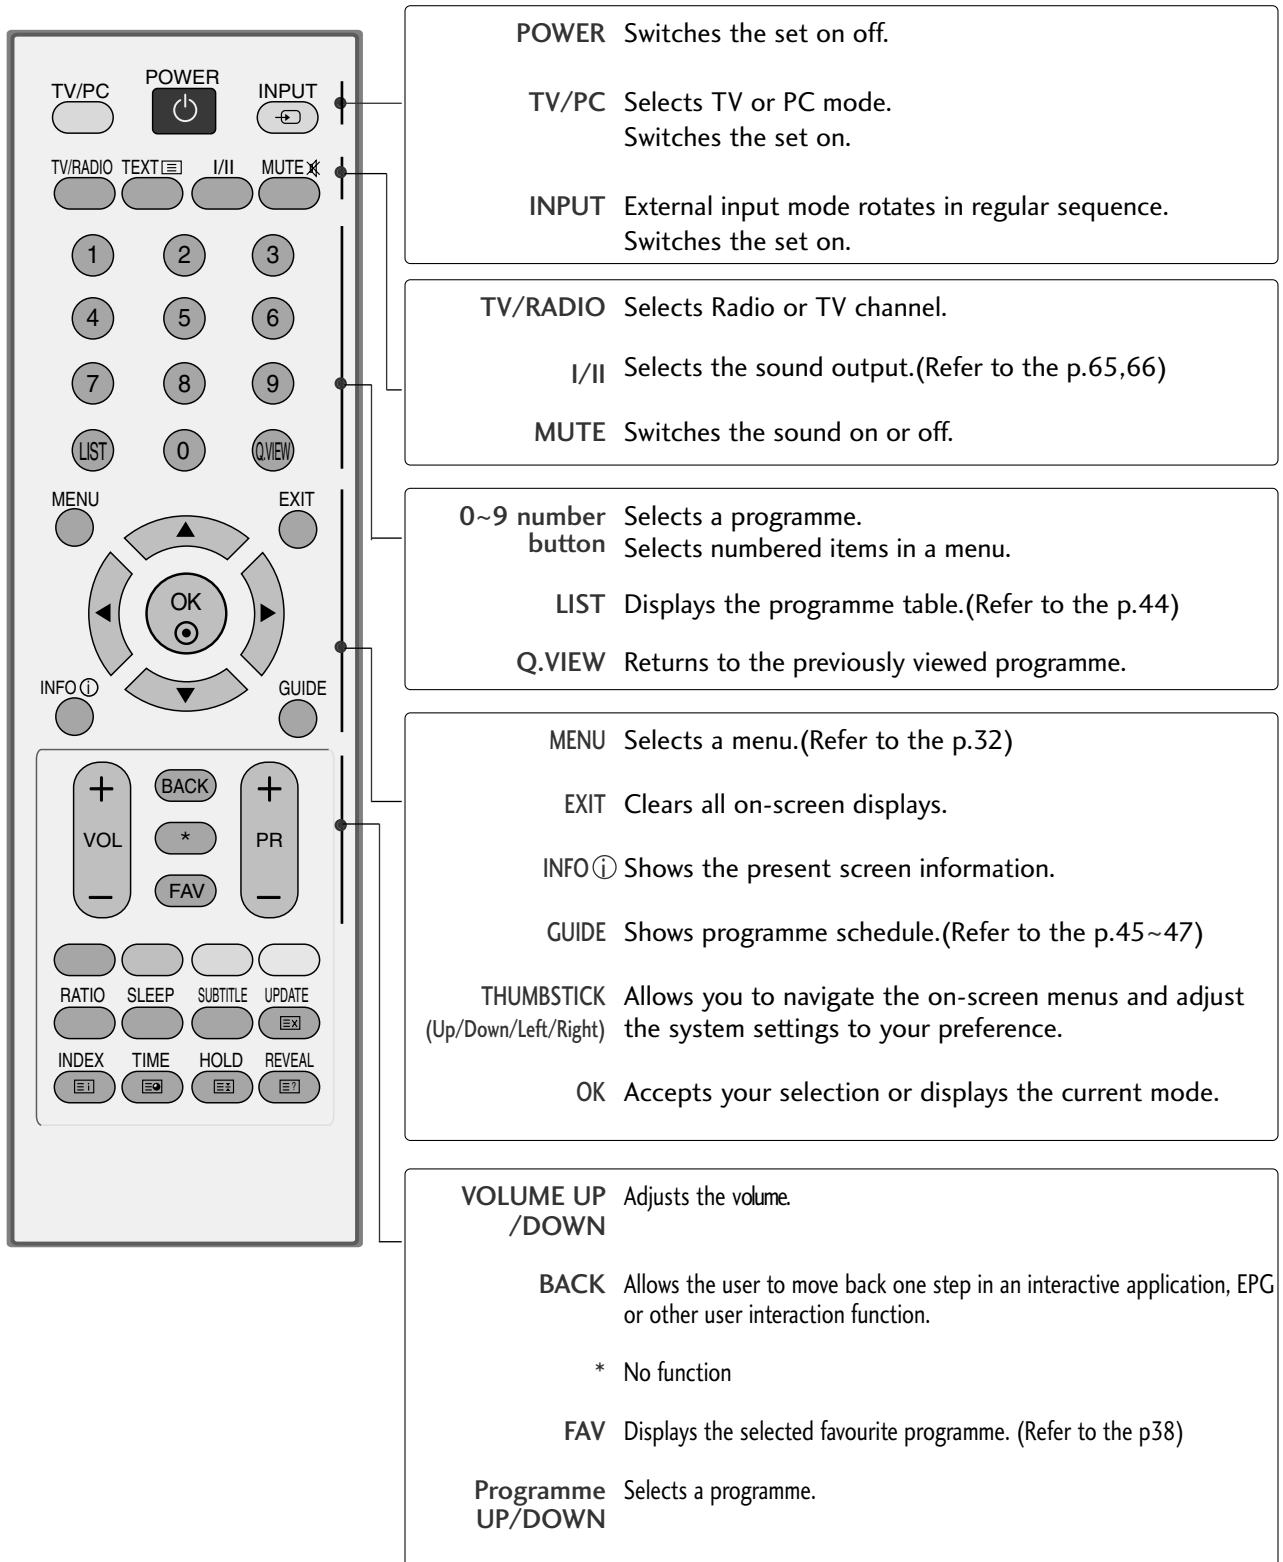 TV/PC POWER INPUT
TV/RADIO TEXT I/II MUTE
1 2 3
4 5 6
7 8 9
LIST 0 Q.VIEW
MENU EXIT
OK
INFO i GUIDE
+ BACK +
VOL * PR
- FAV -
RATIO SLEEP SUBTITLE UPDATE
INDEX TIME HOLD REVEAL
POWER Switches the set on off.
TV/PC Selects TV or PC mode.
Switches the set on.
INPUT External input mode rotates in regular sequence.
Switches the set on.
TV/RADIO Selects Radio or TV channel.
I/II Selects the sound output.(Refer to the p.65,66)
MUTE Switches the sound on or off.
0~9 number Selects a programme.
button Selects numbered items in a menu.
LIST Displays the programme table.(Refer to the p.44)
Q.VIEW Returns to the previously viewed programme.
MENU Selects a menu.(Refer to the p.32)
EXIT Clears all on-screen displays.
INFO i Shows the present screen information.
GUIDE Shows programme schedule.(Refer to the p.45~47)
THUMBSTICK Allows you to navigate the on-screen menus and adjust
(Up/Down/Left/Right) the system settings to your preference.
OK Accepts your selection or displays the current mode.
VOLUME UP Adjusts the volume.
/DOWN
BACK Allows the user to move back one step in an interactive application, EPG
or other user interaction function.
* No function
FAV Displays the selected favourite programme. (Refer to the p38)
Programme Selects a programme.
UP/DOWN